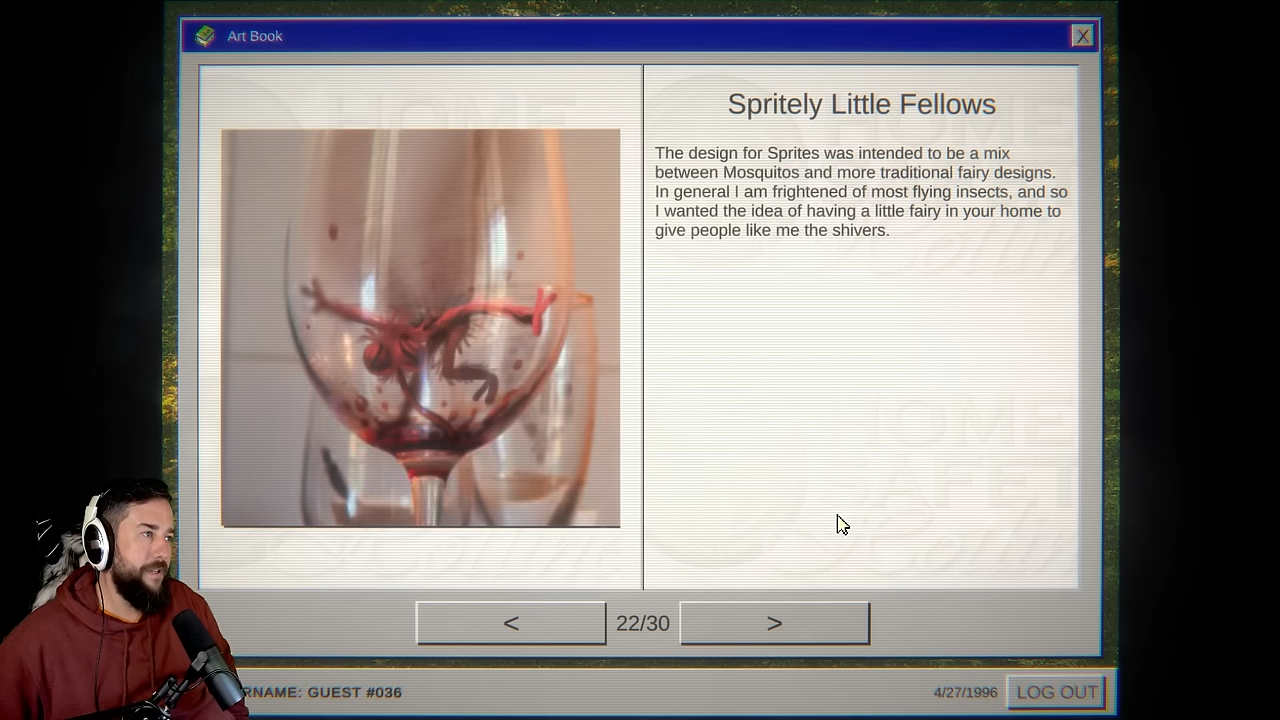 Art Book
X
HOME
Spritely Little Fellows
The design for Sprites was intended to be a mix
between Mosquitos and more traditional fairy designs.
In general I am frightened of most flying insects, and so
I wanted the idea of having a little fairy in your home to
give people like me the shivers.
HOME
<
22/30
>
RNAME: GUEST #036
4/27/1996
LOG OUT